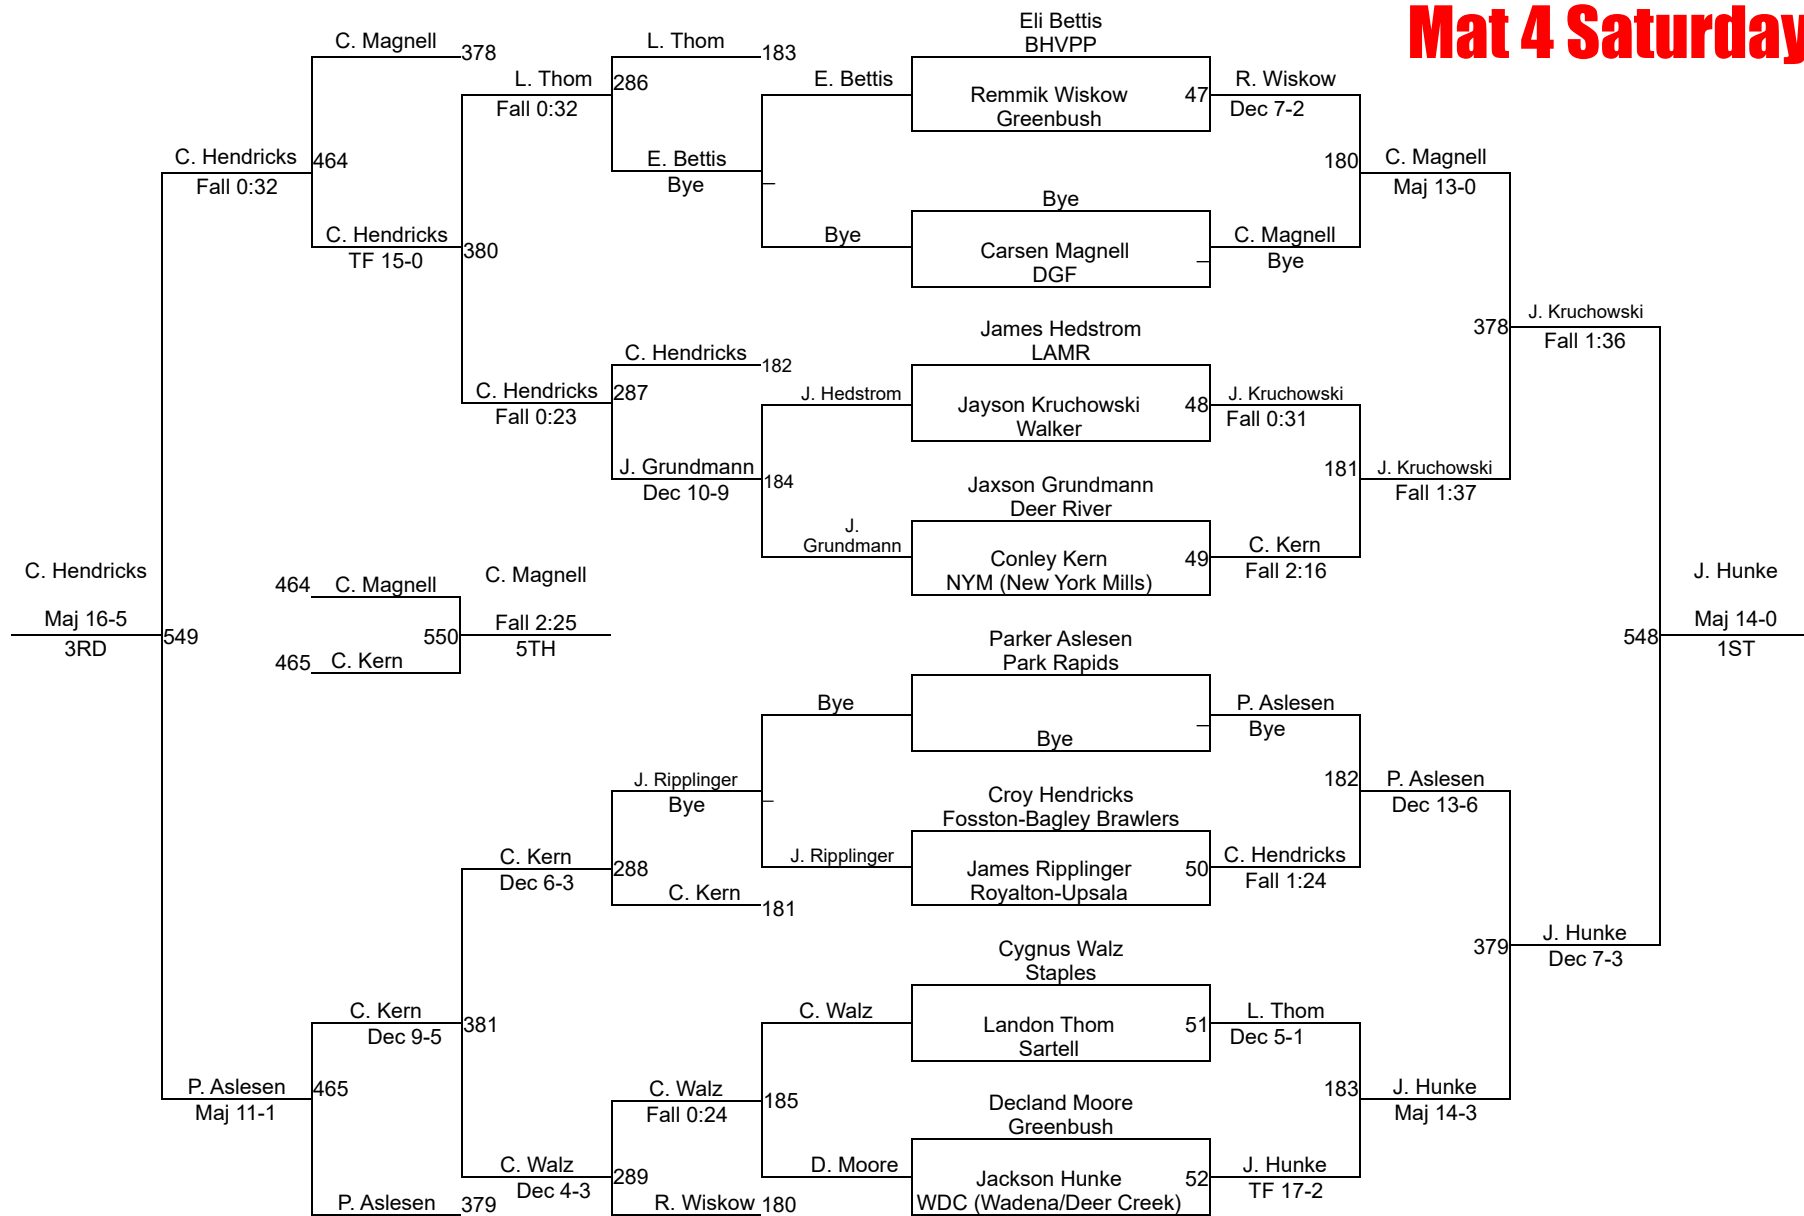 Mat 4 Saturday
Eli Bettis
BHVPP
C. Magnell
378
L. Thom
183
L. Thom
286
Fall 0:32
E. Bettis
Remmik Wiskow
47
Greenbush
R. Wiskow
Dec 7-2
C. Hendricks
464
Fall 0:32
E. Bettis
Bye
_
180
C. Magnell
Maj 13-0
Bye
C. Hendricks
TF 15-0
380
Bye
Carsen Magnell
DGF
_
C. Magnell
Bye
James Hedstrom
LAMR
378
J. Kruchowski
Fall 1:36
C. Hendricks
182
C. Hendricks
287
Fall 0:23
J. Hedstrom
Jayson Kruchowski
48
Walker
J. Kruchowski
Fall 0:31
J. Grundmann
184
Dec 10-9
181
J. Kruchowski
Fall 1:37
Jaxson Grundmann
Deer River
J.
Grundmann
Conley Kern
49
NYM (New York Mills)
C. Kern
Fall 2:16
C. Hendricks
Maj 16-5
3RD
549
464
C. Magnell
465
C. Kern
550
C. Magnell
Fall 2:25
5TH
J. Hunke
548
Maj 14-0
1ST
Parker Aslesen
Park Rapids
Bye
Bye
_
P. Aslesen
Bye
J. Ripplinger
Bye
_
182
P. Aslesen
Dec 13-6
Croy Hendricks
Fosston-Bagley Brawlers
C. Kern
Dec 6-3
288
C. Kern
181
J. Ripplinger
James Ripplinger
50
Royalton-Upsala
C. Hendricks
Fall 1:24
379
J. Hunke
Dec 7-3
Cygnus Walz
Staples
C. Kern
Dec 9-5
381
C. Walz
Landon Thom
51
Sartell
L. Thom
Dec 5-1
P. Aslesen
465
Maj 11-1
C. Walz
Fall 0:24
185
183
J. Hunke
Maj 14-3
Decland Moore
Greenbush
C. Walz
Dec 4-3
289
D. Moore
Jackson Hunke
52
WDC (Wadena/Deer Creek)
J. Hunke
TF 17-2
P. Aslesen
379
R. Wiskow
180